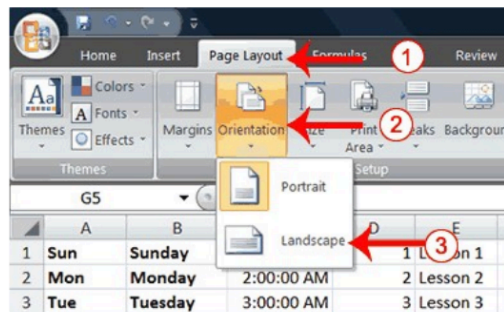 Home Insert Page Layout Formulas Review
1
Colors
Fonts
Effects
Themes Margins Orientation Print Area
2
Themes Setup
Portrait
Landscape
3
G5
A B D E
1 Sun Sunday 1 on 1
2 Mon Monday 2:00:00 AM 2 Lesson 2
3 Tue Tuesday 3:00:00 AM 3 Lesson 3